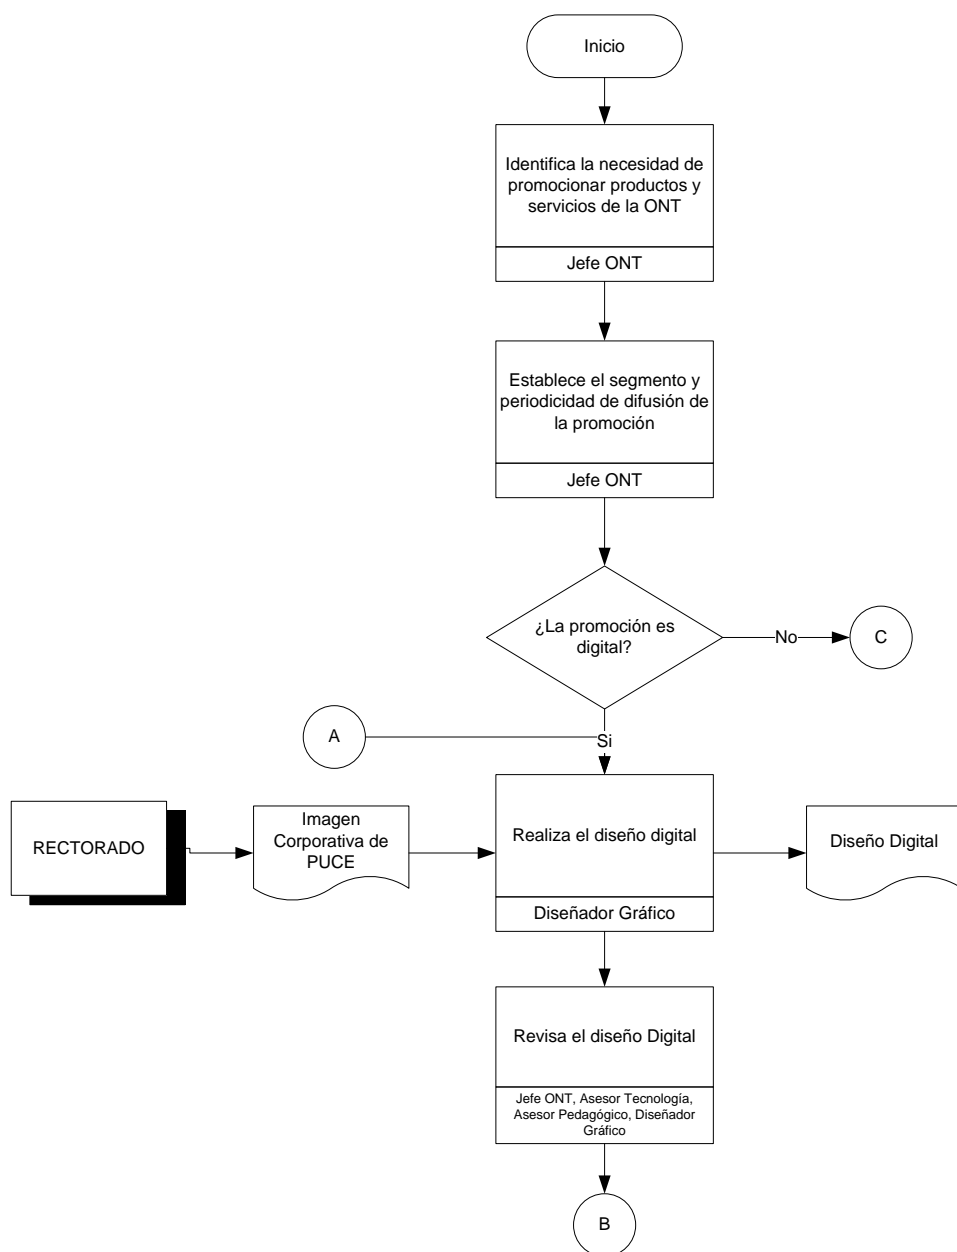 Inicio
Identifica la necesidad de
promocionar productos y
servicios de la ONT
Jefe ONT
Establece el segmento y
periodicidad de difusión de
la promoción
Jefe ONT
¿La promoción es
digital?
No
C
A
Si
RECTORADO
Imagen
Corporativa de
PUCE
Realiza el diseño digital
Diseño Digital
Diseñador Gráfico
Revisa el diseño Digital
Jefe ONT, Asesor Tecnología,
Asesor Pedagógico, Diseñador
Gráfico
B